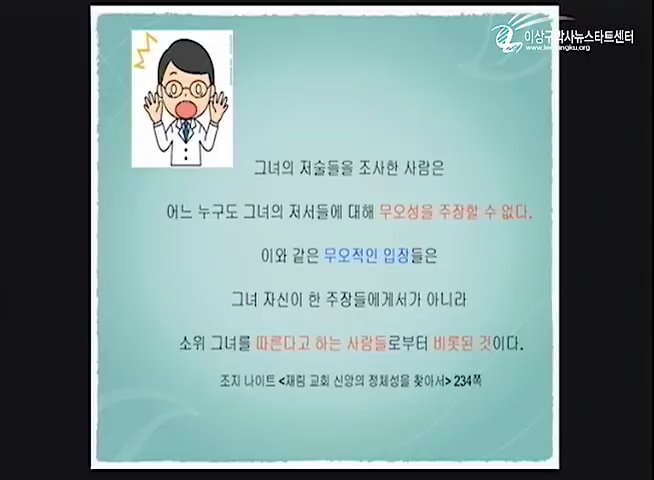 이상구박사뉴스타트센터
www.leesangku.org
그녀의 저술들을 조사한 사람은
어느 누구도 그녀의 저서들에 대해 무오성을 주장할 수 없다.
이와 같은 무오적인 입장들은
그녀 자신이 한 주장들에게서가 아니라
소위 그녀를 따른다고 하는 사람들로부터 비롯된 것이다.
조지 나이트 <재림 교회 신앙의 정체성을 찾아서> 234쪽